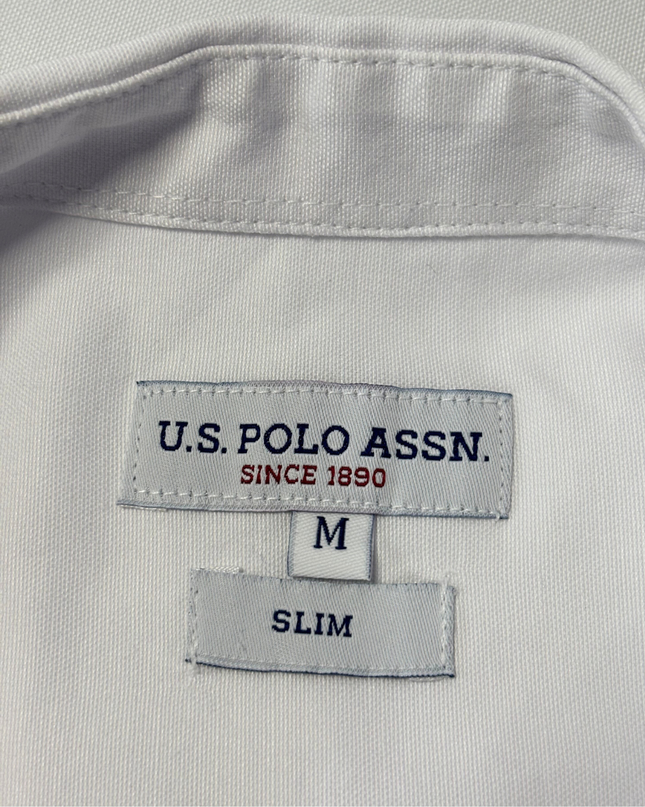 U.S. POLO ASSN.
SINCE 1890
M
SLIM